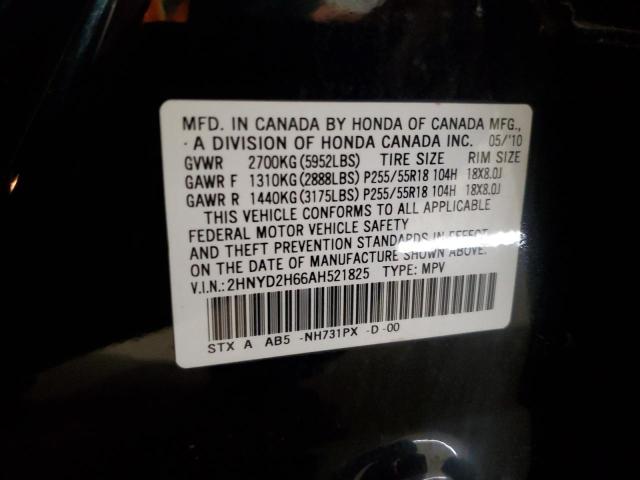 MFD. IN CANADA BY HONDA OF CANADA MFG.,
A DIVISION OF HONDA CANADA INC. 05/'10
GVWR 2700KG(5952LBS) TIRE SIZE RIM SIZE
GAWR F 1310KG(2888LBS) P255/55R18 104H 18X8.0J
GAWR R 1440KG(3175LBS) P255/55R18 104H 18X8.0J
THIS VEHICLE CONFORMS TO ALL APPLICABLE
FEDERAL MOTOR VEHICLE SAFETY
AND THEFT PREVENTION STANDARDS IN EFFECT
ON THE DATE OF MANUFACTURE SHOWN ABOVE.
V.I.N.: 2HNYD2H66AH521825 TYPE: MPV
STX A AB5 -NH731PX -D-00